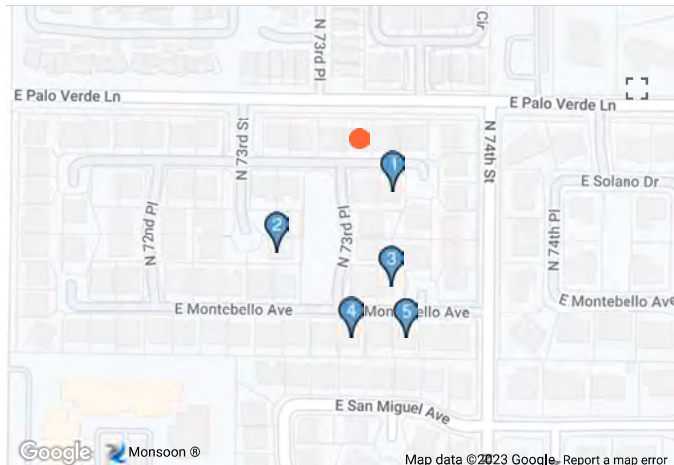 Cir
N 73rd Pl
E Palo Verde Ln
E Palo Verde Ln
N 73rd St
N 74th St
1
E Solano Dr
N 72nd Pl
2
N 73rd Pl
N 74th Pl
3
E Montebello Ave
4
5
E Montebello Ave
E San Miguel Ave
Google
Monsoon ®
Map data ©2023 Google
Report a map error